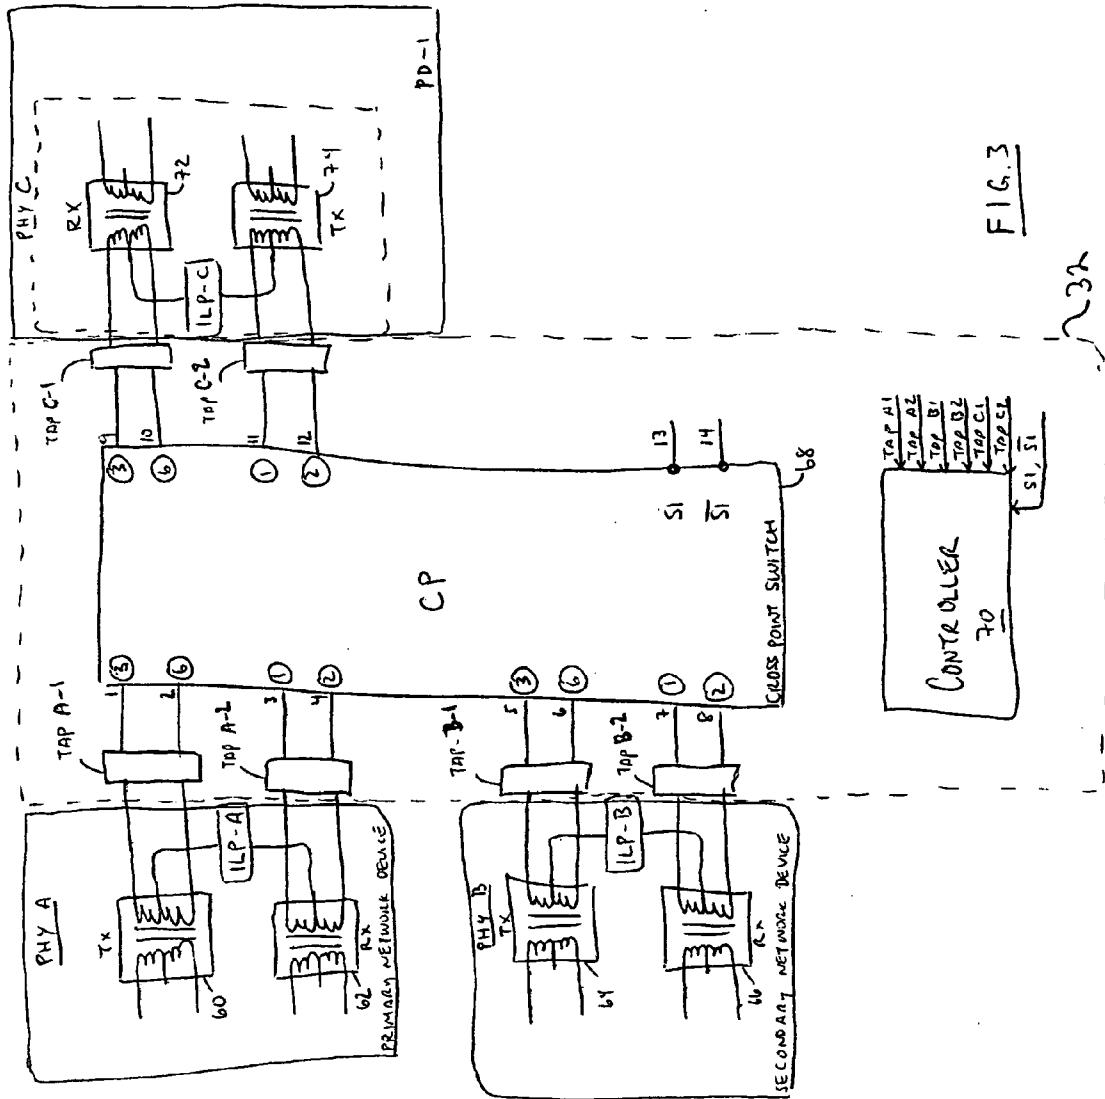 PHY A
TX
60
62
RX
PRIMARY NETWORK DEVICE
ILP-A
PHY B
TX
64
66
RX
SECONDARY NETWORK DEVICE
ILP-B
TAP A-1
TAP A-2
TAP-B-1
TAP B-2
1 3
2 6
3 1
4 2
5 3
6 6
7 1
8 2
CP
CROSS POINT SWITCH
68
9 3
10 6
11 1
12 2
S1 13
S1 14
TAP C-1
TAP C-2
PHY C
RX
72
ILP-C
TX
74
PD-1
CONTROLLER
70
TAP A1
TAP A2
TAP B1
TAP B2
TAP C1
TAP C2
S1, S1
32
FIG. 3